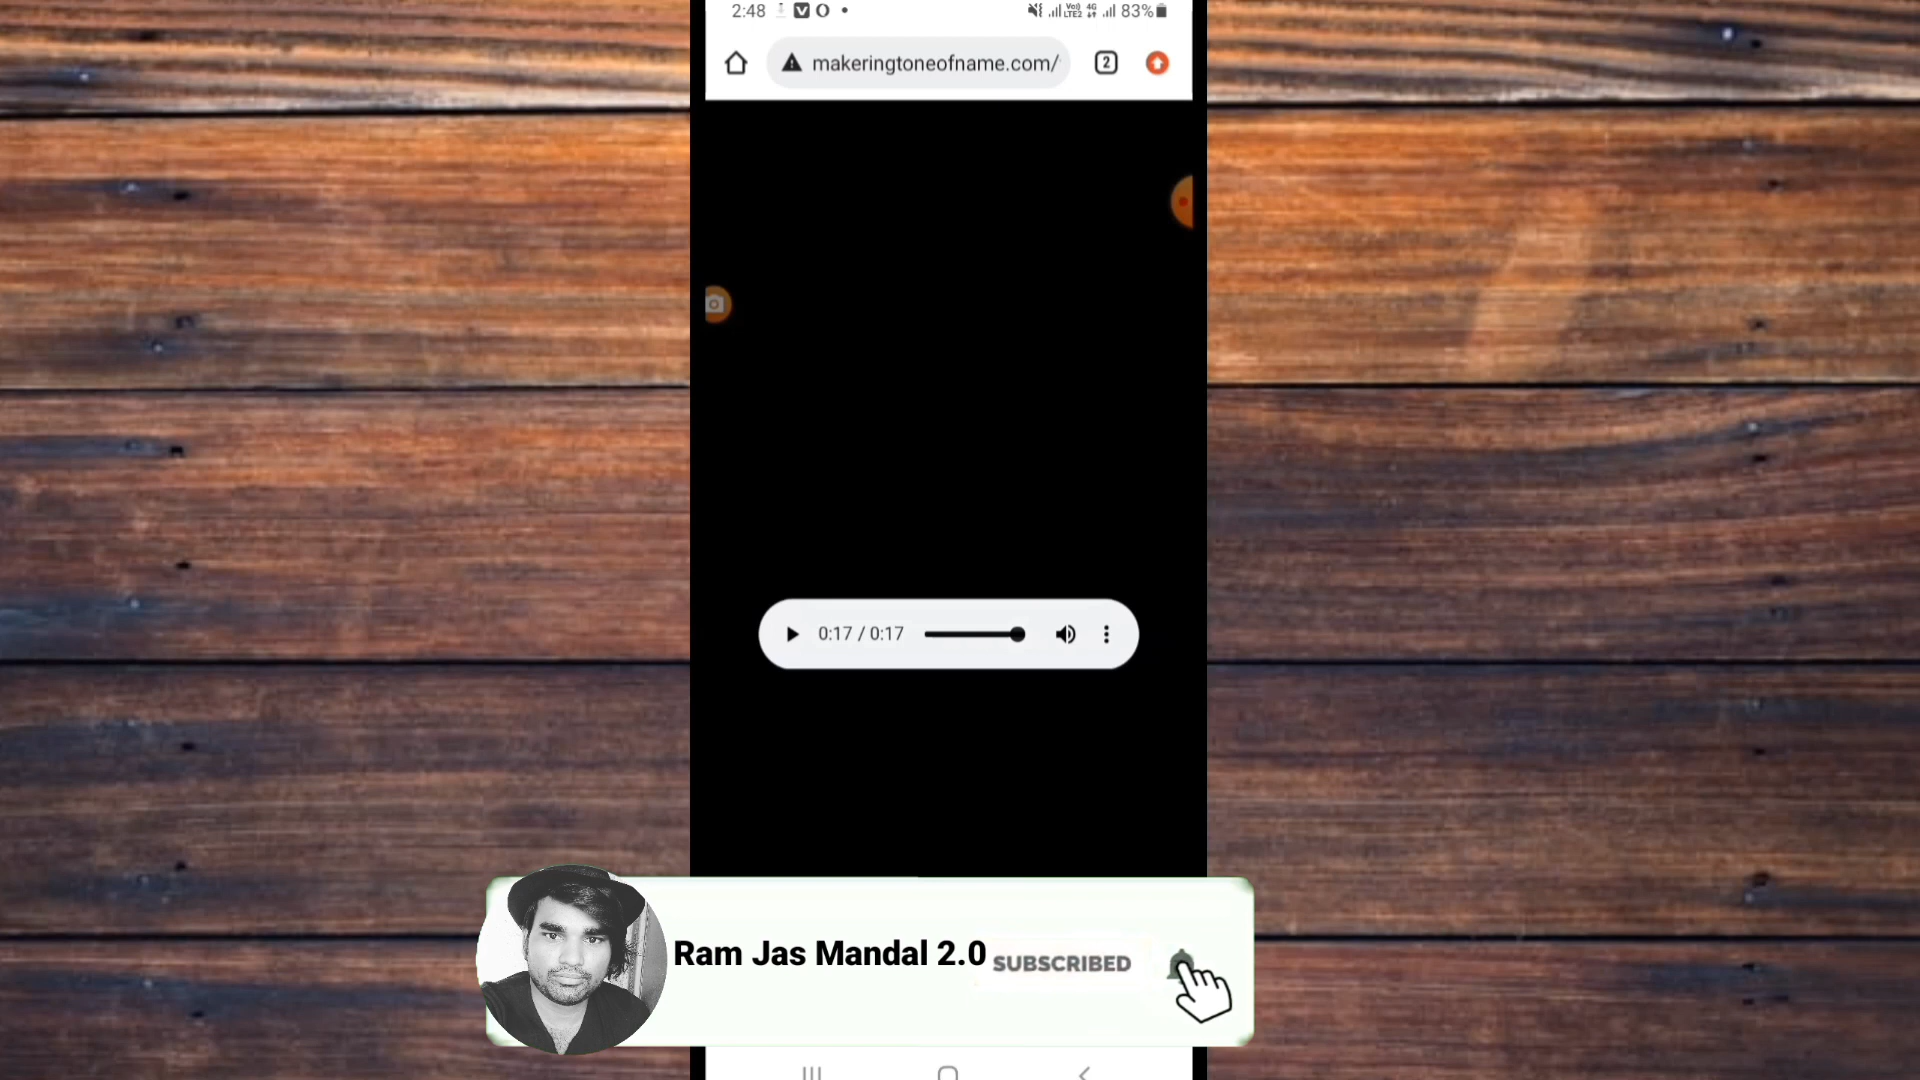 2:48 83%
makeringtoneofname.com/ 2
0:17 / 0:17
Ram Jas Mandal 2.0 SUBSCRIBED